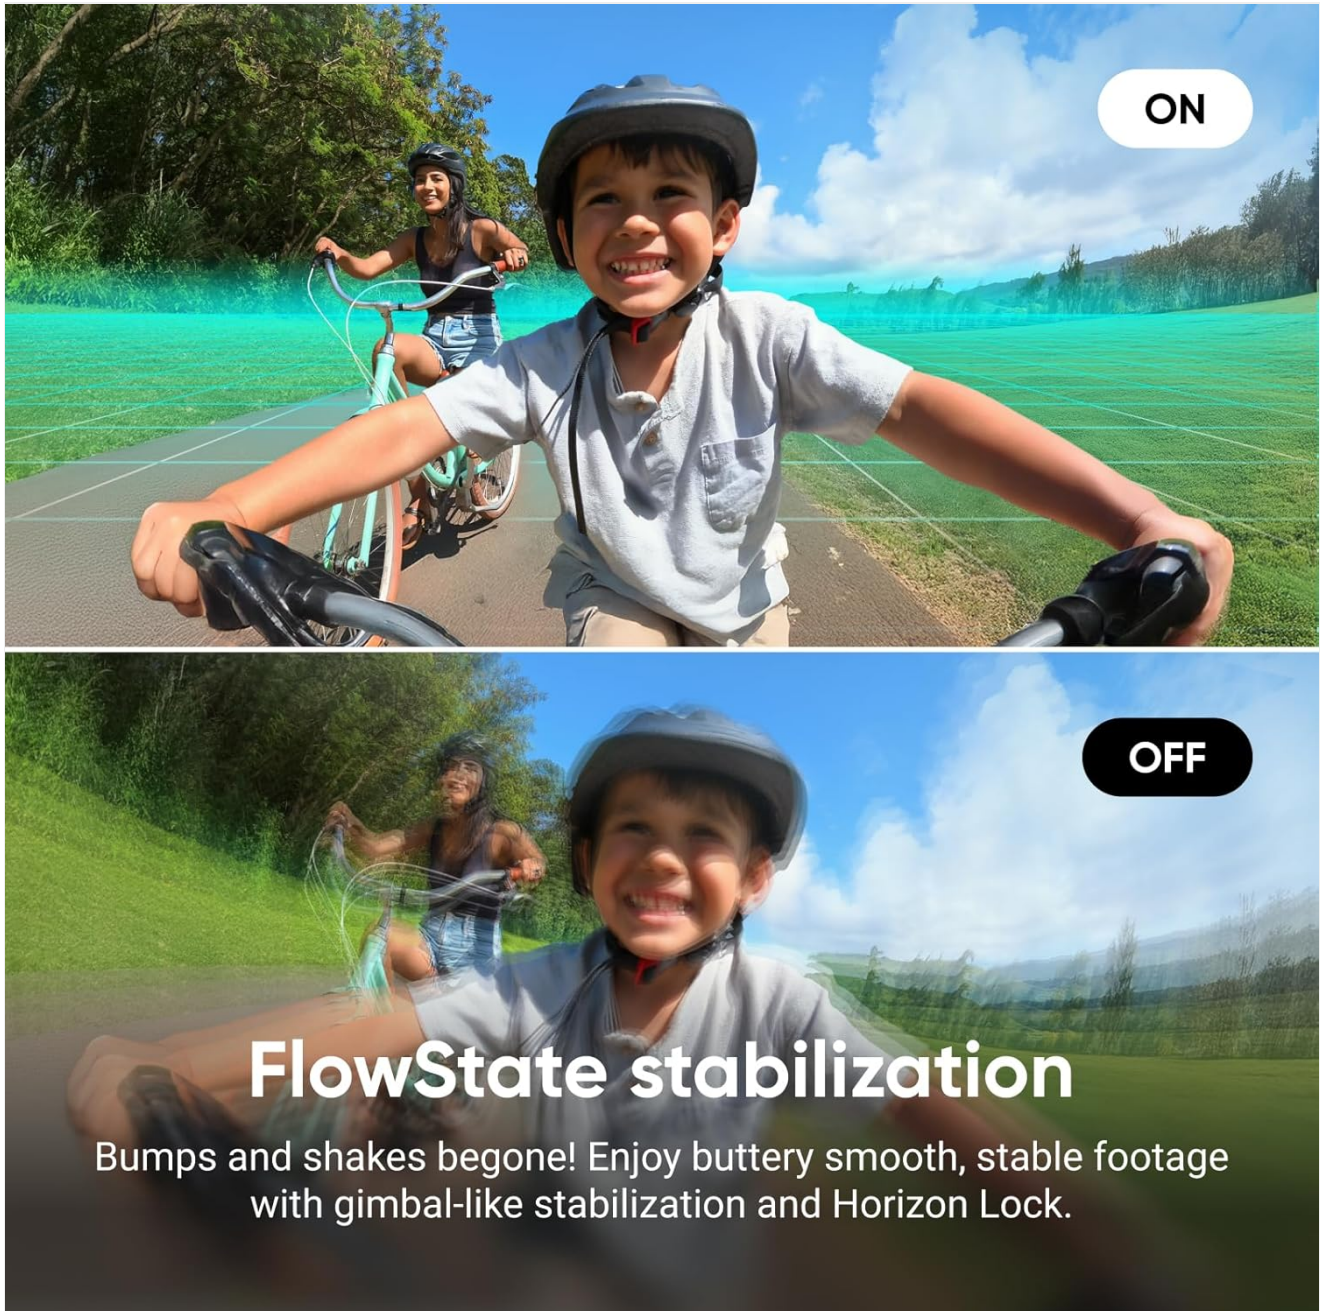 ON
OFF
FlowState stabilization
Bumps and shakes begone! Enjoy buttery smooth, stable footage
with gimbal-like stabilization and Horizon Lock.